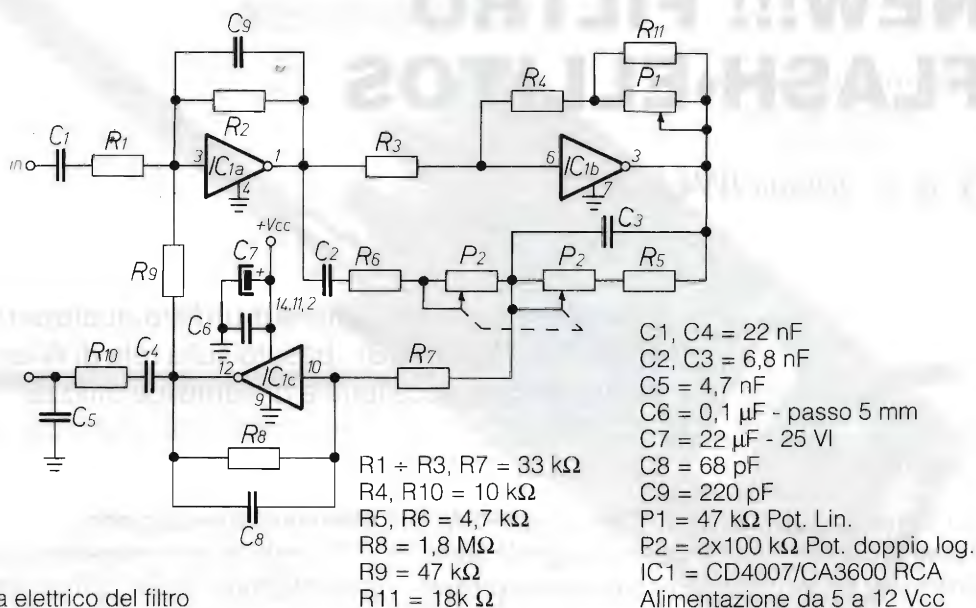 C9
R11
R2
R4
P1
C1
R1
in
3
IC1a
1
4
R3
6
IC1b
3
7
C3
+Vcc
C7
+
C2
R6
P2
P2
R5
R9
14,11,2
C6
R10
C4
12
IC1c
10
9
R7
C5
R8
C8
R1 ÷ R3, R7 = 33 kΩ
R4, R10 = 10 kΩ
R5, R6 = 4,7 kΩ
R8 = 1,8 MΩ
R9 = 47 kΩ
R11 = 18k Ω
C1, C4 = 22 nF
C2, C3 = 6,8 nF
C5 = 4,7 nF
C6 = 0,1 µF - passo 5 mm
C7 = 22 µF - 25 Vl
C8 = 68 pF
C9 = 220 pF
P1 = 47 kΩ Pot. Lin.
P2 = 2x100 kΩ Pot. doppio log.
IC1 = CD4007/CA3600 RCA
Alimentazione da 5 a 12 Vcc
a elettrico del filtro